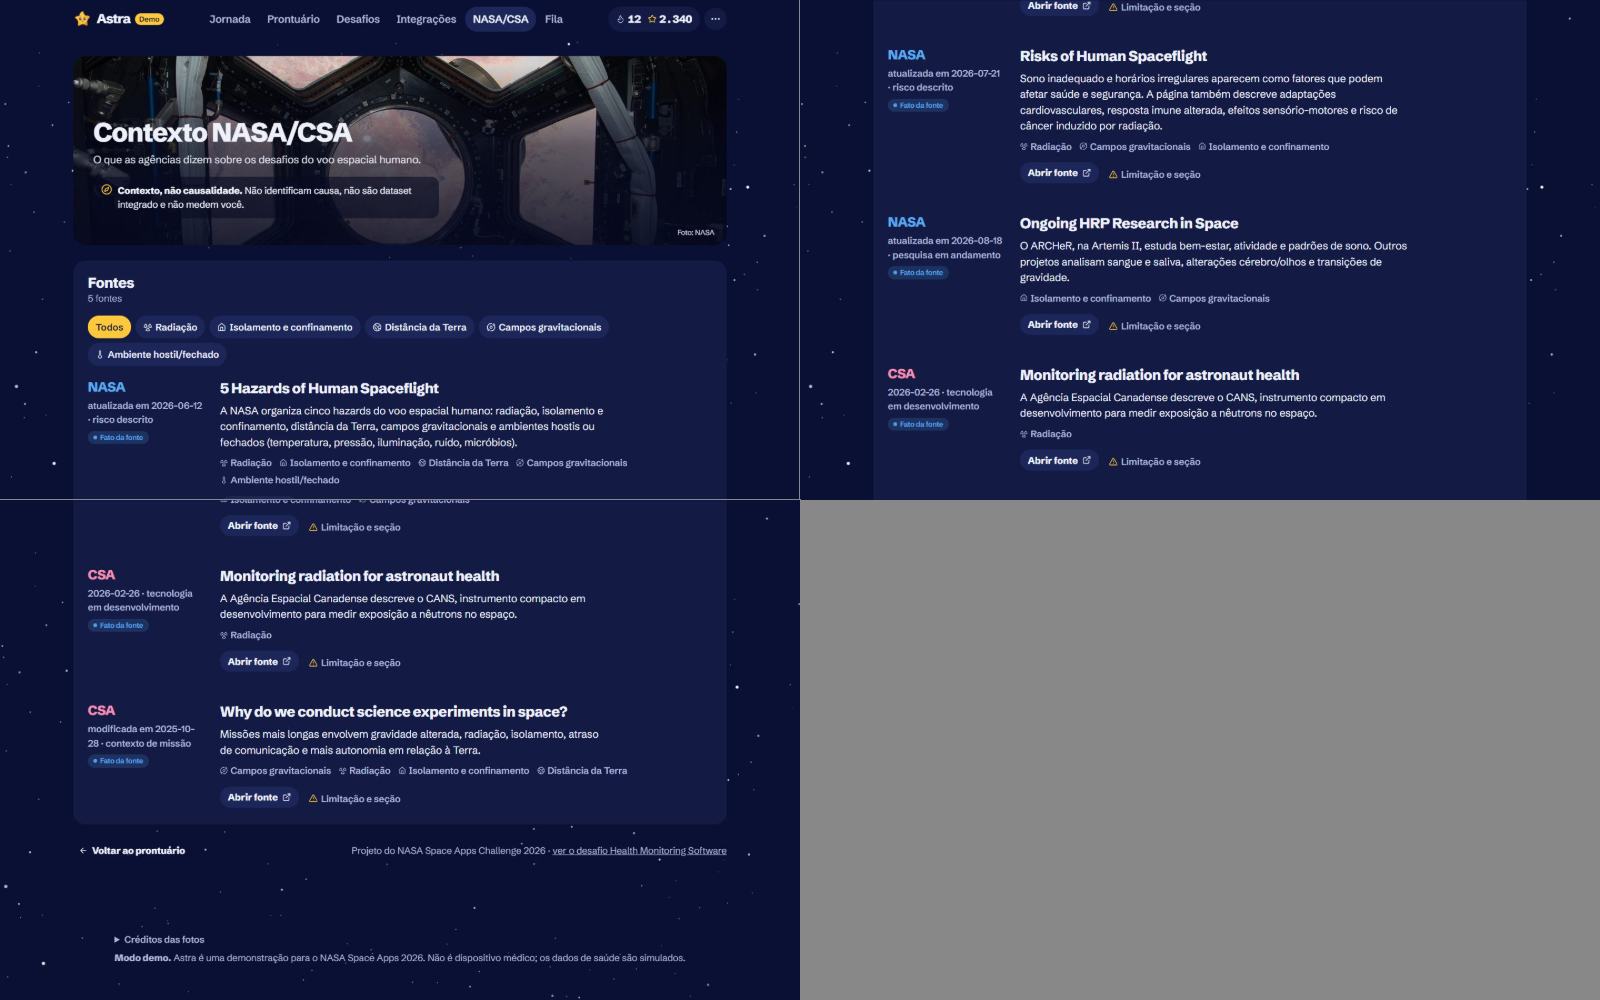 Astra Demo
Jornada Prontuário Desafios Integrações NASA/CSA Fila
12 2.340 ···
Contexto NASA/CSA
O que as agências dizem sobre os desafios do voo espacial humano.
Contexto, não causalidade. Não identificam causa, não são dataset
integrado e não medem você.
Foto: NASA
Fontes
5 fontes
Todos Radiação Isolamento e confinamento Distância da Terra Campos gravitacionais
Ambiente hostil/fechado
NASA
atualizada em 2026-06-12
· risco descrito
Fato da fonte
5 Hazards of Human Spaceflight
A NASA organiza cinco hazards do voo espacial humano: radiação, isolamento e
confinamento, distância da Terra, campos gravitacionais e ambientes hostis ou
fechados (temperatura, pressão, iluminação, ruído, micróbios).
Radiação Isolamento e confinamento Distância da Terra Campos gravitacionais
Ambiente hostil/fechado
Abrir fonte Limitação e seção
NASA
atualizada em 2026-07-21
· risco descrito
Fato da fonte
Risks of Human Spaceflight
Sono inadequado e horários irregulares aparecem como fatores que podem
afetar saúde e segurança. A página também descreve adaptações
cardiovasculares, resposta imune alterada, efeitos sensório-motores e risco de
câncer induzido por radiação.
Radiação Campos gravitacionais Isolamento e confinamento
Abrir fonte Limitação e seção
NASA
atualizada em 2026-08-18
· pesquisa em andamento
Fato da fonte
Ongoing HRP Research in Space
O ARCHeR, na Artemis II, estuda bem-estar, atividade e padrões de sono. Outros
projetos analisam sangue e saliva, alterações cérebro/olhos e transições de
gravidade.
Isolamento e confinamento Campos gravitacionais
Abrir fonte Limitação e seção
CSA
2026-02-26 · tecnologia
em desenvolvimento
Fato da fonte
Monitoring radiation for astronaut health
A Agência Espacial Canadense descreve o CANS, instrumento compacto em
desenvolvimento para medir exposição a nêutrons no espaço.
Radiação
Abrir fonte Limitação e seção
Isolamento e confinamento Campos gravitacionais
Abrir fonte Limitação e seção
CSA
2026-02-26 · tecnologia
em desenvolvimento
Fato da fonte
Monitoring radiation for astronaut health
A Agência Espacial Canadense descreve o CANS, instrumento compacto em
desenvolvimento para medir exposição a nêutrons no espaço.
Radiação
Abrir fonte Limitação e seção
CSA
modificada em 2025-10-
28 · contexto de missão
Fato da fonte
Why do we conduct science experiments in space?
Missões mais longas envolvem gravidade alterada, radiação, isolamento, atraso
de comunicação e mais autonomia em relação à Terra.
Campos gravitacionais Radiação Isolamento e confinamento Distância da Terra
Abrir fonte Limitação e seção
← Voltar ao prontuário
Projeto do NASA Space Apps Challenge 2026 · ver o desafio Health Monitoring Software
▶ Créditos das fotos
Modo demo. Astra é uma demonstração para o NASA Space Apps 2026. Não é dispositivo médico; os dados de saúde são simulados.